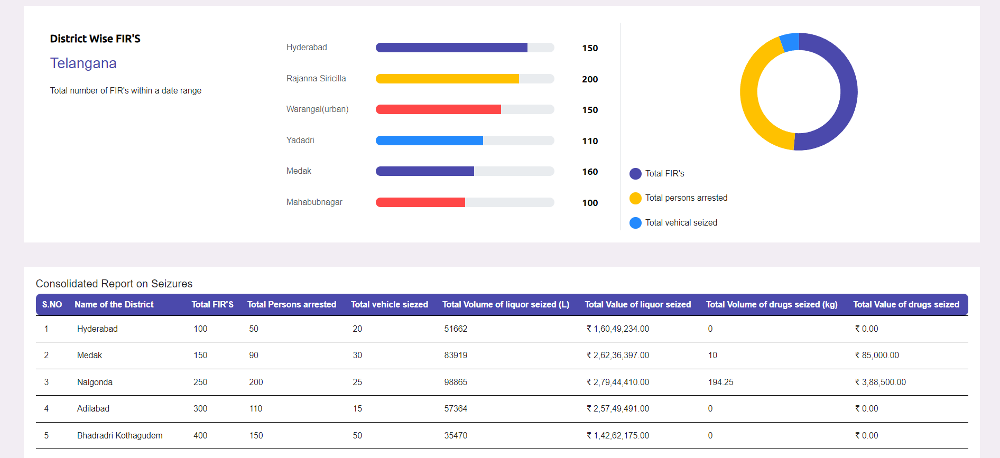 District Wise FIR'S
Telangana
Total number of FIR's within a date range
Hyderabad 150
Rajanna Siricilla 200
Warangal(urban) 150
Yadadri 110
Medak 160
Mahabubnagar 100
Total FIR's
Total persons arrested
Total vehical seized
Consolidated Report on Seizures
S.NO Name of the District Total FIR'S Total Persons arrested Total vehicle siezed Total Volume of liquor seized (L) Total Value of liquor seized Total Volume of drugs seized (kg) Total Value of drugs seized
1 Hyderabad 100 50 20 51662 ₹ 1,60,49,234.00 0 ₹ 0.00
2 Medak 150 90 30 83919 ₹ 2,62,36,397.00 10 ₹ 85,000.00
3 Nalgonda 250 200 25 98865 ₹ 2,79,44,410.00 194.25 ₹ 3,88,500.00
4 Adilabad 300 110 15 57364 ₹ 2,57,49,491.00 0 ₹ 0.00
5 Bhadradri Kothagudem 400 150 50 35470 ₹ 1,42,62,175.00 0 ₹ 0.00